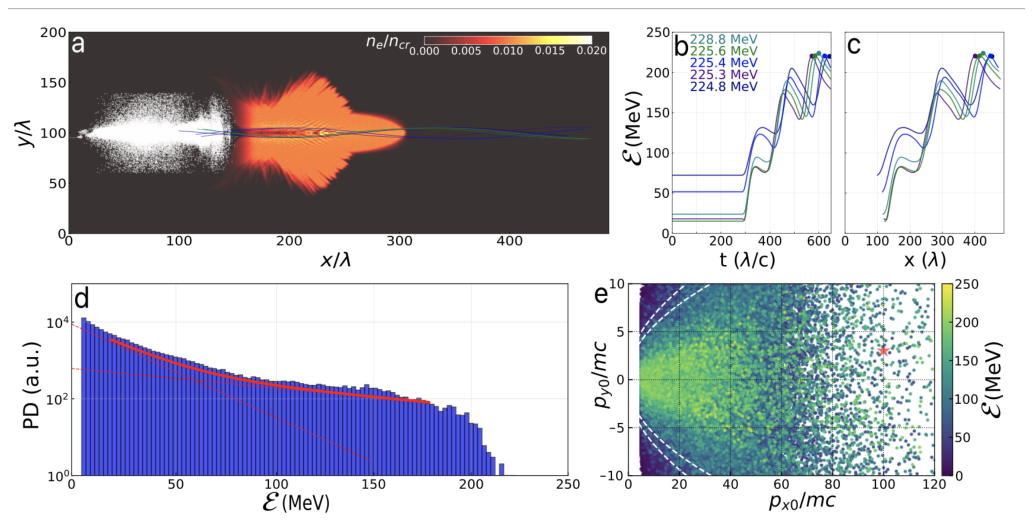 a
n_e/n_cr
0.000 0.005 0.010 0.015 0.020
200
150
100
50
0
y/λ
0 100 200 300 400
x/λ
b
228.8 MeV
225.6 MeV
225.4 MeV
225.3 MeV
224.8 MeV
250
200
150
100
50
0
ℰ(MeV)
0 200 400 600
t (λ/c)
c
0 100 200 300 400
x (λ)
d
10^4
10^2
10^0
PD (a.u.)
0 50 100 150 200 250
ℰ(MeV)
e
10
5
0
−5
−10
p_y0/mc
0 20 40 60 80 100 120
p_x0/mc
250
200
150
100
50
0
ℰ(MeV)